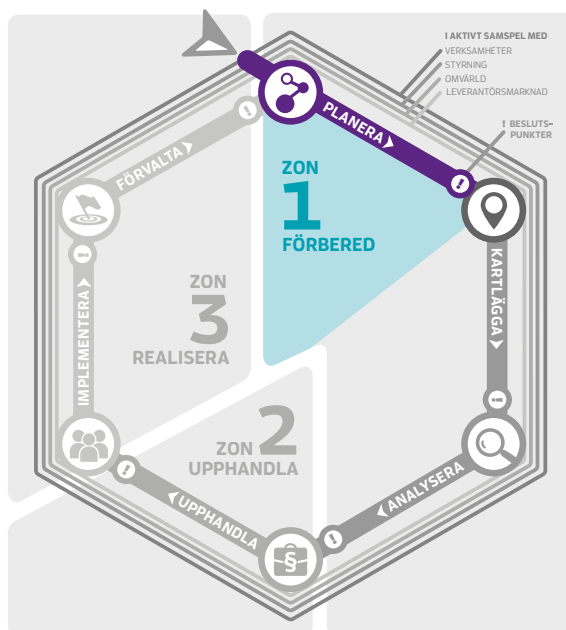 I AKTIVT SAMSPEL MED
VERKSAMHETER
STYRNING
OMVÄRLD
LEVERANTÖRSMARKNAD
! BESLUTS-
PUNKTER
PLANERA
!
ZON
1
FÖRBERED
KARTLÄGGA
!
ANALYSERA
!
ZON 2
UPPHANDLA
UPPHANDLA
§
!
ZON
3
REALISERA
IMPLEMENTERA
!
FÖRVALTA
!